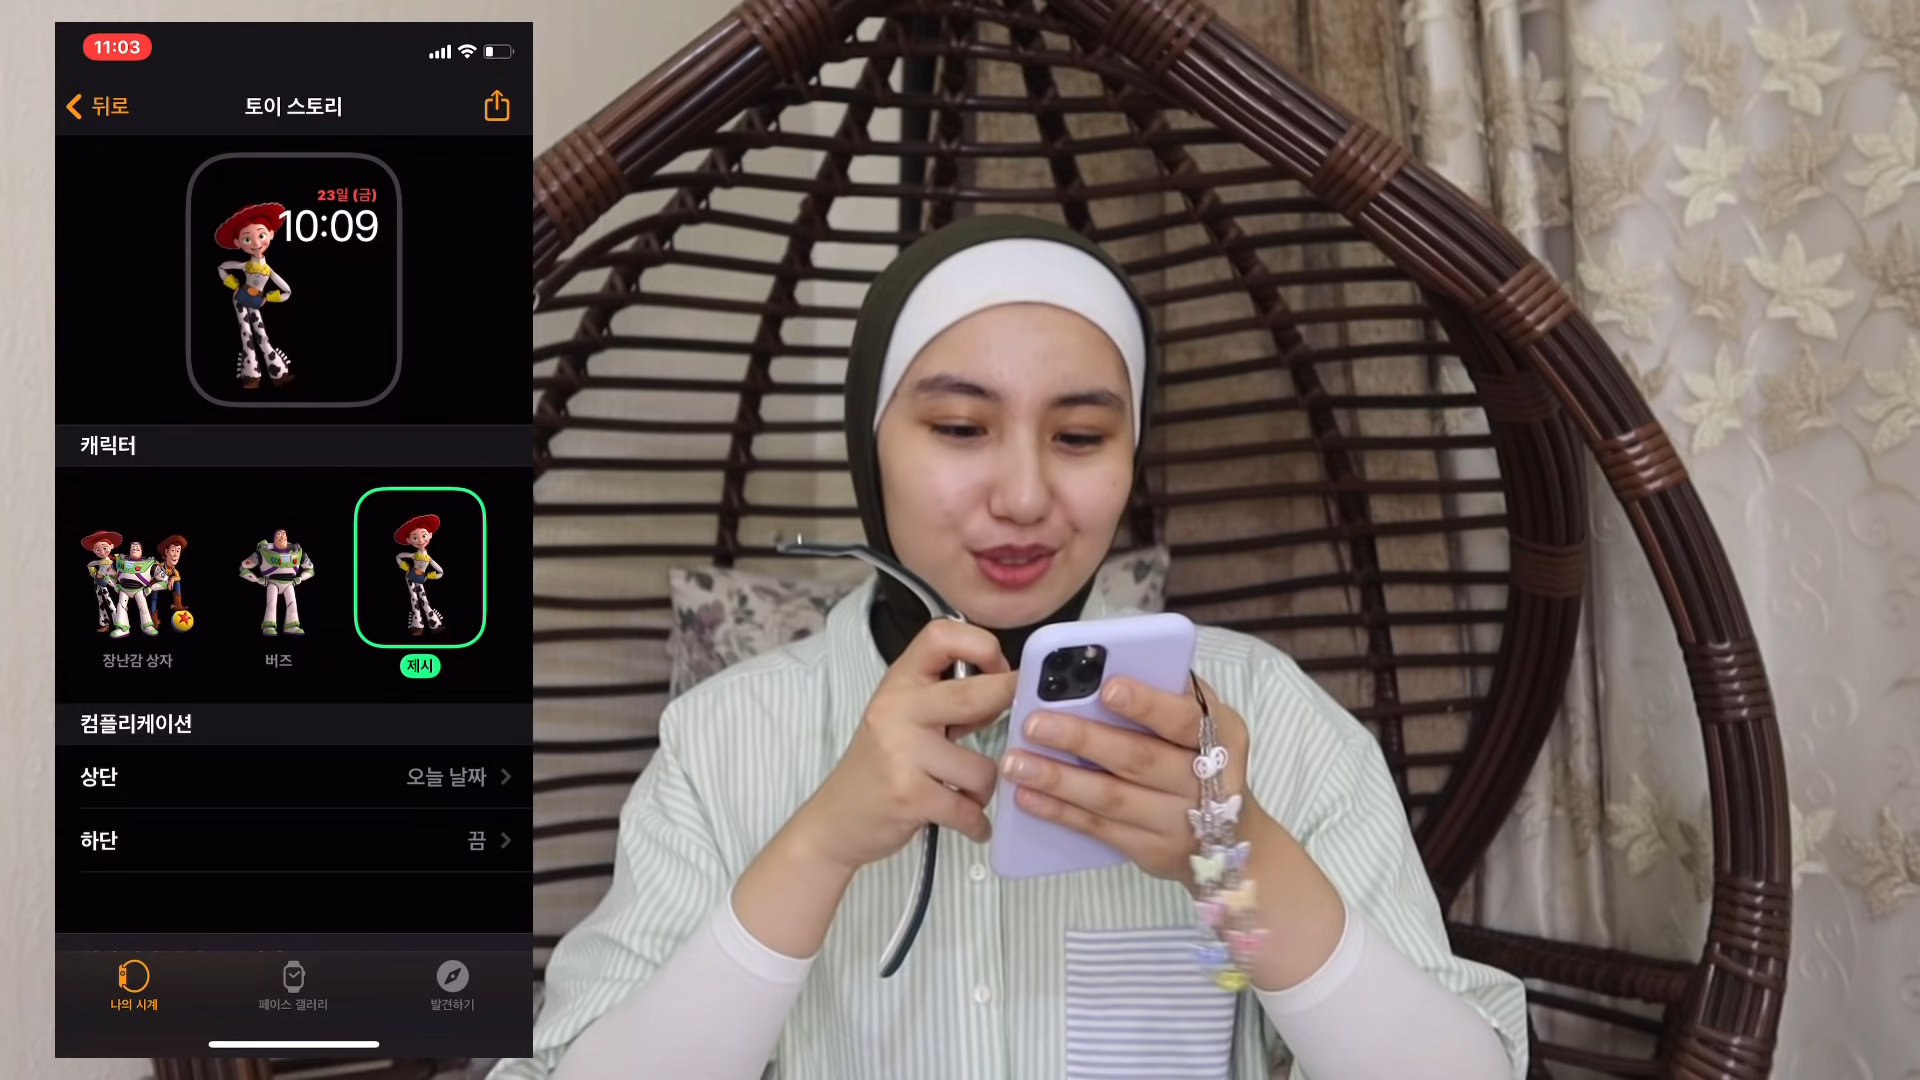 11:03
뒤로
토이 스토리
23일 (금)
10:09
캐릭터
장난감 상자
버즈
제시
컴플리케이션
상단
오늘 날짜
하단
끔
나의 시계
페이스 갤러리
발견하기